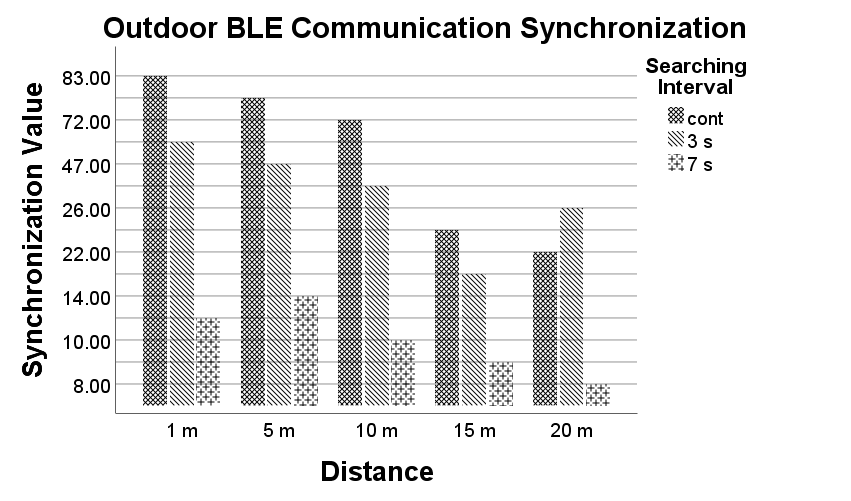 Outdoor BLE Communication Synchronization
Synchronization Value
83.00
72.00
47.00
26.00
22.00
14.00
10.00
8.00
1 m
5 m
10 m
15 m
20 m
Distance
Searching
Interval
cont
3 s
7 s